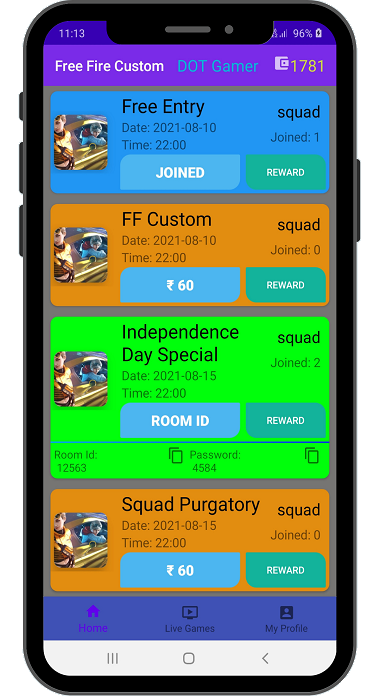 11:13 96%
Free Fire Custom DOT Gamer 1781
Free Entry squad
Date: 2021-08-10 Joined: 1
Time: 22:00
JOINED REWARD
FF Custom squad
Date: 2021-08-10 Joined: 0
Time: 22:00
₹ 60 REWARD
Independence squad
Day Special Joined: 2
Date: 2021-08-15
Time: 22:00
ROOM ID REWARD
Room Id: Password:
12563 4584
Squad Purgatory squad
Date: 2021-08-15 Joined: 0
Time: 22:00
₹ 60 REWARD
Home Live Games My Profile